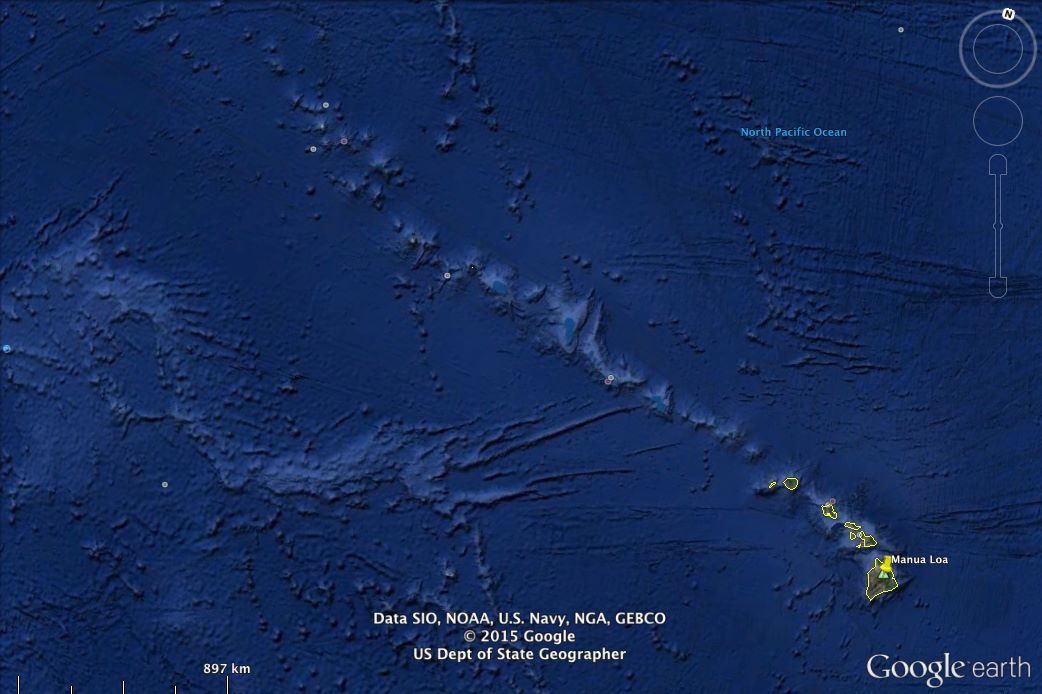 N
North Pacific Ocean
Manua Loa
Data SIO, NOAA, U.S. Navy, NGA, GEBCO
© 2015 Google
US Dept of State Geographer
897 km
Google earth